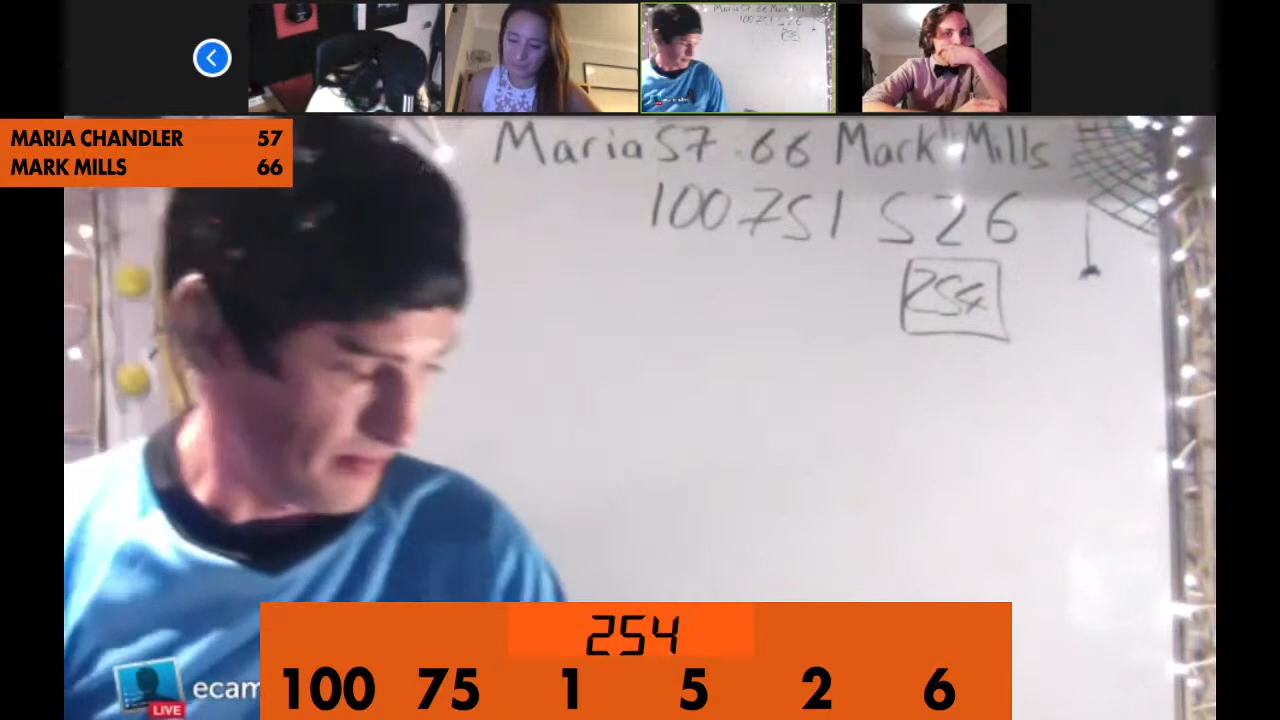 MARIA CHANDLER 57
MARK MILLS 66
Maria 57 . 66 Mark Mills
100 75 1 5 2 6
254
254
100 75 1 5 2 6
ecam
LIVE